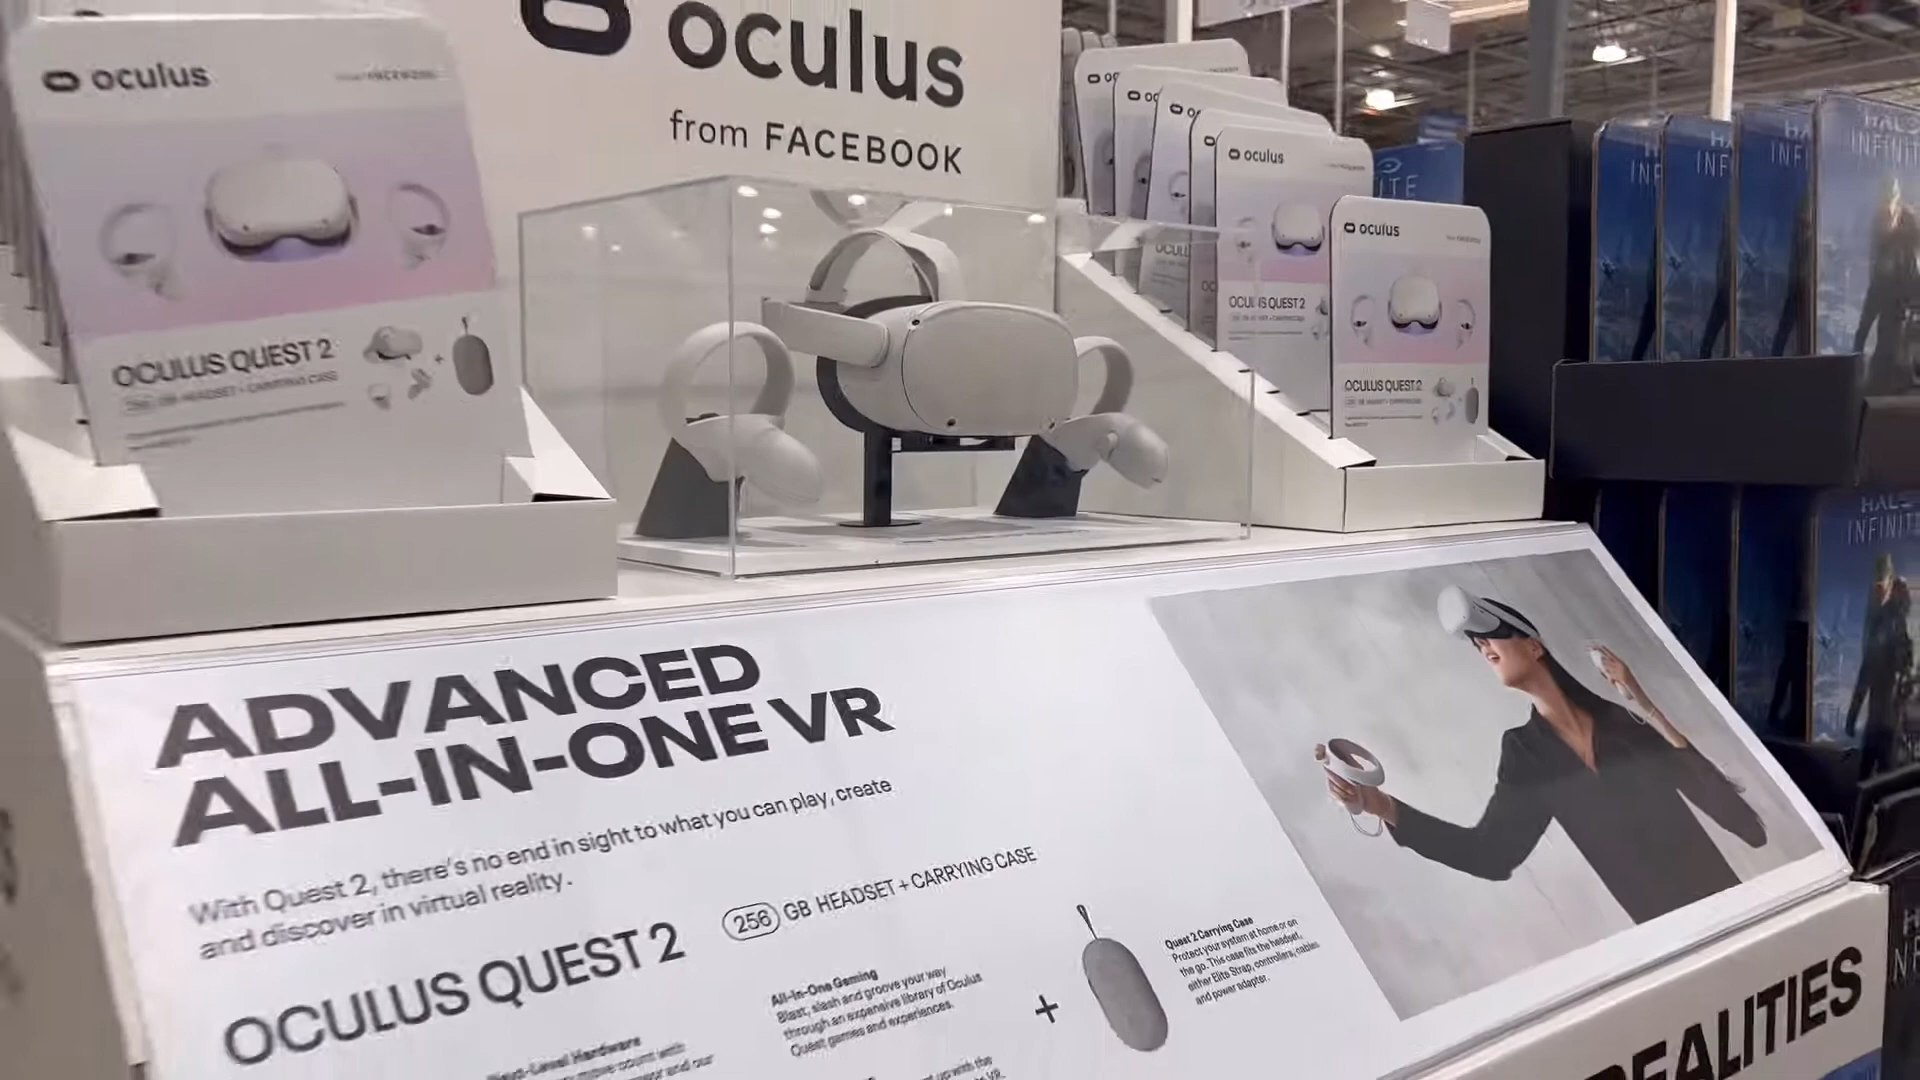 oculus
from FACEBOOK
oculus
OCULUS QUEST 2
256 GB HEADSET + CARRYING CASE
oculus
OCULUS QUEST 2
oculus
OCULUS QUEST 2
HALO
INFINITE
HALO
INFINITE
ADVANCED
ALL-IN-ONE VR
With Quest 2, there's no end in sight to what you can play, create
and discover in virtual reality.
OCULUS QUEST 2
256 GB HEADSET + CARRYING CASE
All-In-One Gaming
Blast, slash and groove your way
through an expansive library of Oculus
Quest games and experiences.
+
Quest 2 Carrying Case
Protect your system at home or on
the go. This case fits the headset,
either Elite Strap, controllers, cables
and power adapter.
Next-Level Hardware
REALITIES